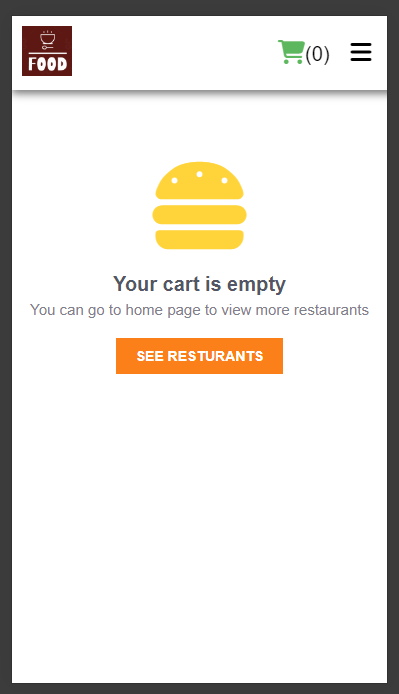 FOOD
(0)
Your cart is empty
You can go to home page to view more restaurants
SEE RESTURANTS